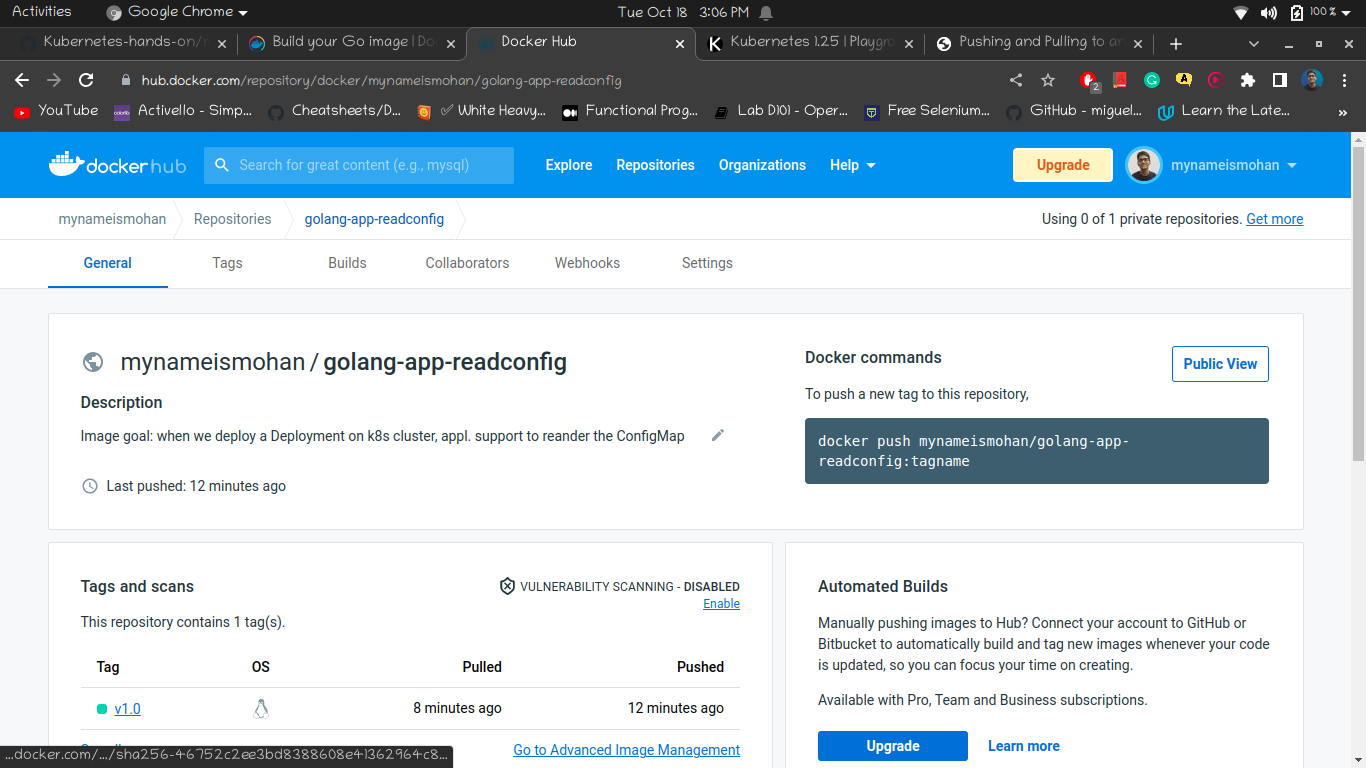 Activities
Google Chrome
Tue Oct 18 3:06 PM
100 %
Kubernetes-hands-on/
Build your Go image | Do
Docker Hub
Kubernetes 1.25 | Playgro
Pushing and Pulling to an
hub.docker.com/repository/docker/mynameismohan/golang-app-readconfig
2
YouTube
Activello - Simp...
Cheatsheets/D...
✅ White Heavy...
Functional Prog...
Lab D101 - Oper...
Free Selenium...
GitHub - miguel...
Learn the Late...
»
docker hub
Search for great content (e.g., mysql)
Explore
Repositories
Organizations
Help
Upgrade
mynameismohan
mynameismohan
Repositories
golang-app-readconfig
Using 0 of 1 private repositories. Get more
General
Tags
Builds
Collaborators
Webhooks
Settings
mynameismohan / golang-app-readconfig
Description
Image goal: when we deploy a Deployment on k8s cluster, appl. support to reander the ConfigMap
Last pushed: 12 minutes ago
Docker commands
Public View
To push a new tag to this repository,
docker push mynameismohan/golang-app-
readconfig:tagname
Tags and scans
VULNERABILITY SCANNING - DISABLED
Enable
This repository contains 1 tag(s).
Tag OS Pulled Pushed
v1.0 8 minutes ago 12 minutes ago
Go to Advanced Image Management
Automated Builds
Manually pushing images to Hub? Connect your account to GitHub or
Bitbucket to automatically build and tag new images whenever your code
is updated, so you can focus your time on creating.
Available with Pro, Team and Business subscriptions.
Upgrade
Learn more
...docker.com/.../sha256-46752c2ee3bd8388608e41362964c8...